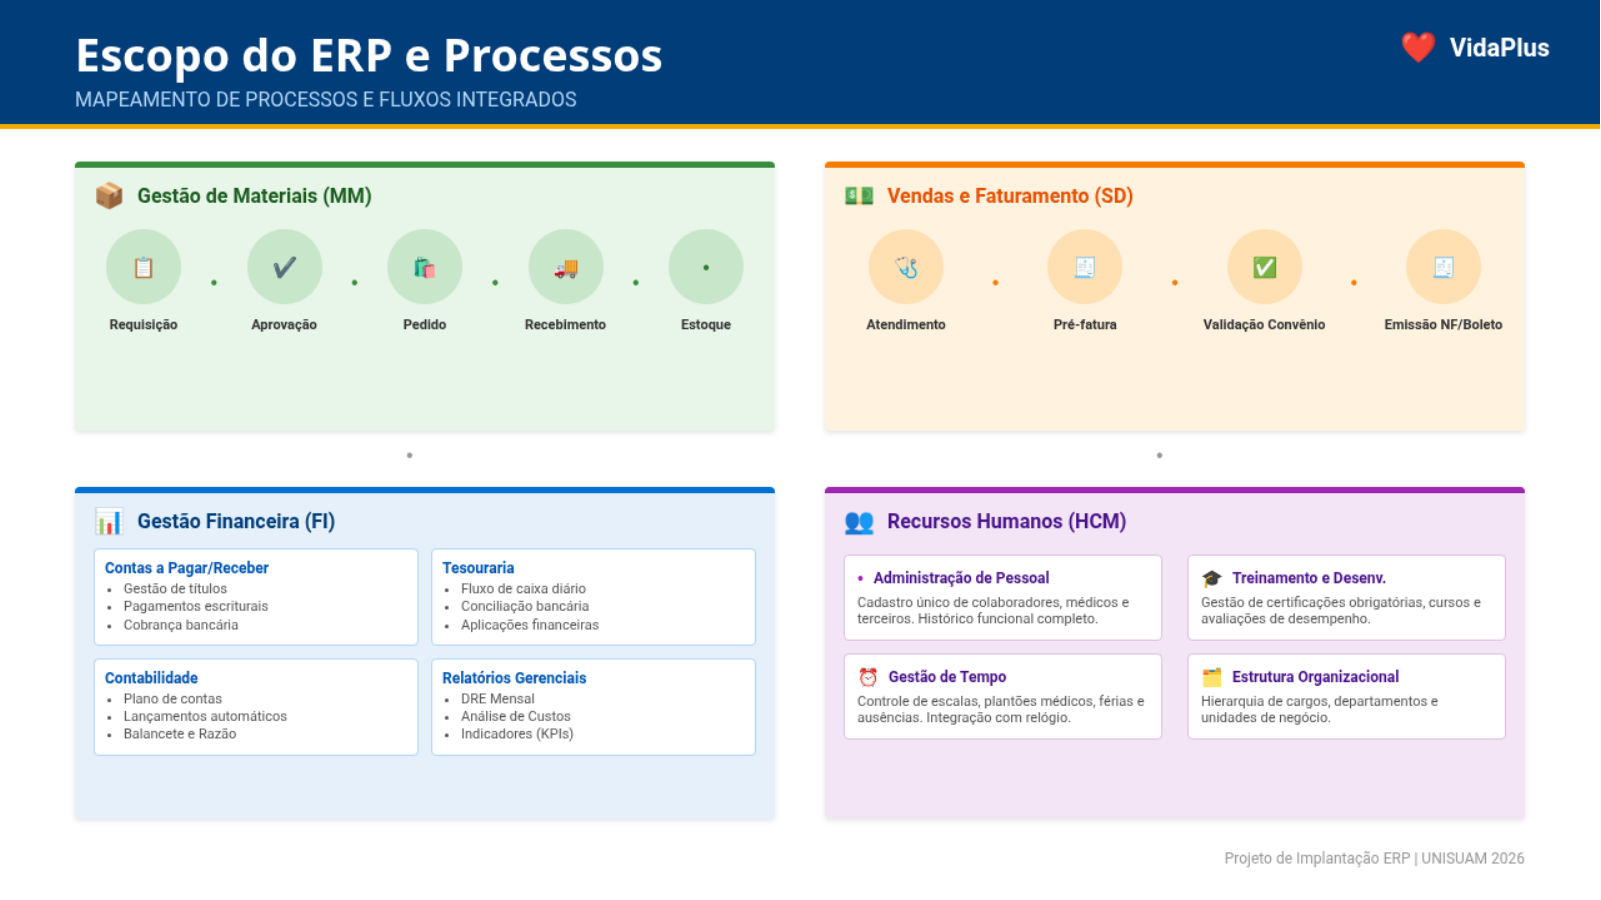 Escopo do ERP e Processos
MAPEAMENTO DE PROCESSOS E FLUXOS INTEGRADOS
VidaPlus
Gestão de Materiais (MM)
Requisição
Aprovação
Pedido
Recebimento
Estoque
Vendas e Faturamento (SD)
Atendimento
Pré-fatura
Validação Convênio
Emissão NF/Boleto
Gestão Financeira (FI)
Contas a Pagar/Receber
• Gestão de títulos
• Pagamentos escriturais
• Cobrança bancária
Tesouraria
• Fluxo de caixa diário
• Conciliação bancária
• Aplicações financeiras
Contabilidade
• Plano de contas
• Lançamentos automáticos
• Balancete e Razão
Relatórios Gerenciais
• DRE Mensal
• Análise de Custos
• Indicadores (KPIs)
Recursos Humanos (HCM)
• Administração de Pessoal
Cadastro único de colaboradores, médicos e
terceiros. Histórico funcional completo.
Treinamento e Desenv.
Gestão de certificações obrigatórias, cursos e
avaliações de desempenho.
Gestão de Tempo
Controle de escalas, plantões médicos, férias e
ausências. Integração com relógio.
Estrutura Organizacional
Hierarquia de cargos, departamentos e
unidades de negócio.
Projeto de Implantação ERP | UNISUAM 2026